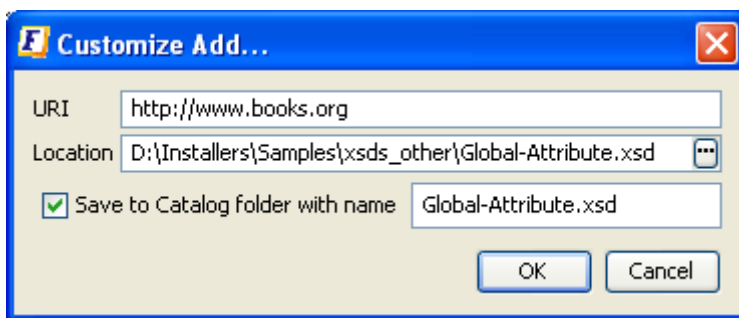 F Customize Add...
URI http://www.books.org
Location D:\Installers\Samples\xsds_other\Global-Attribute.xsd ...
Save to Catalog folder with name Global-Attribute.xsd
OK Cancel